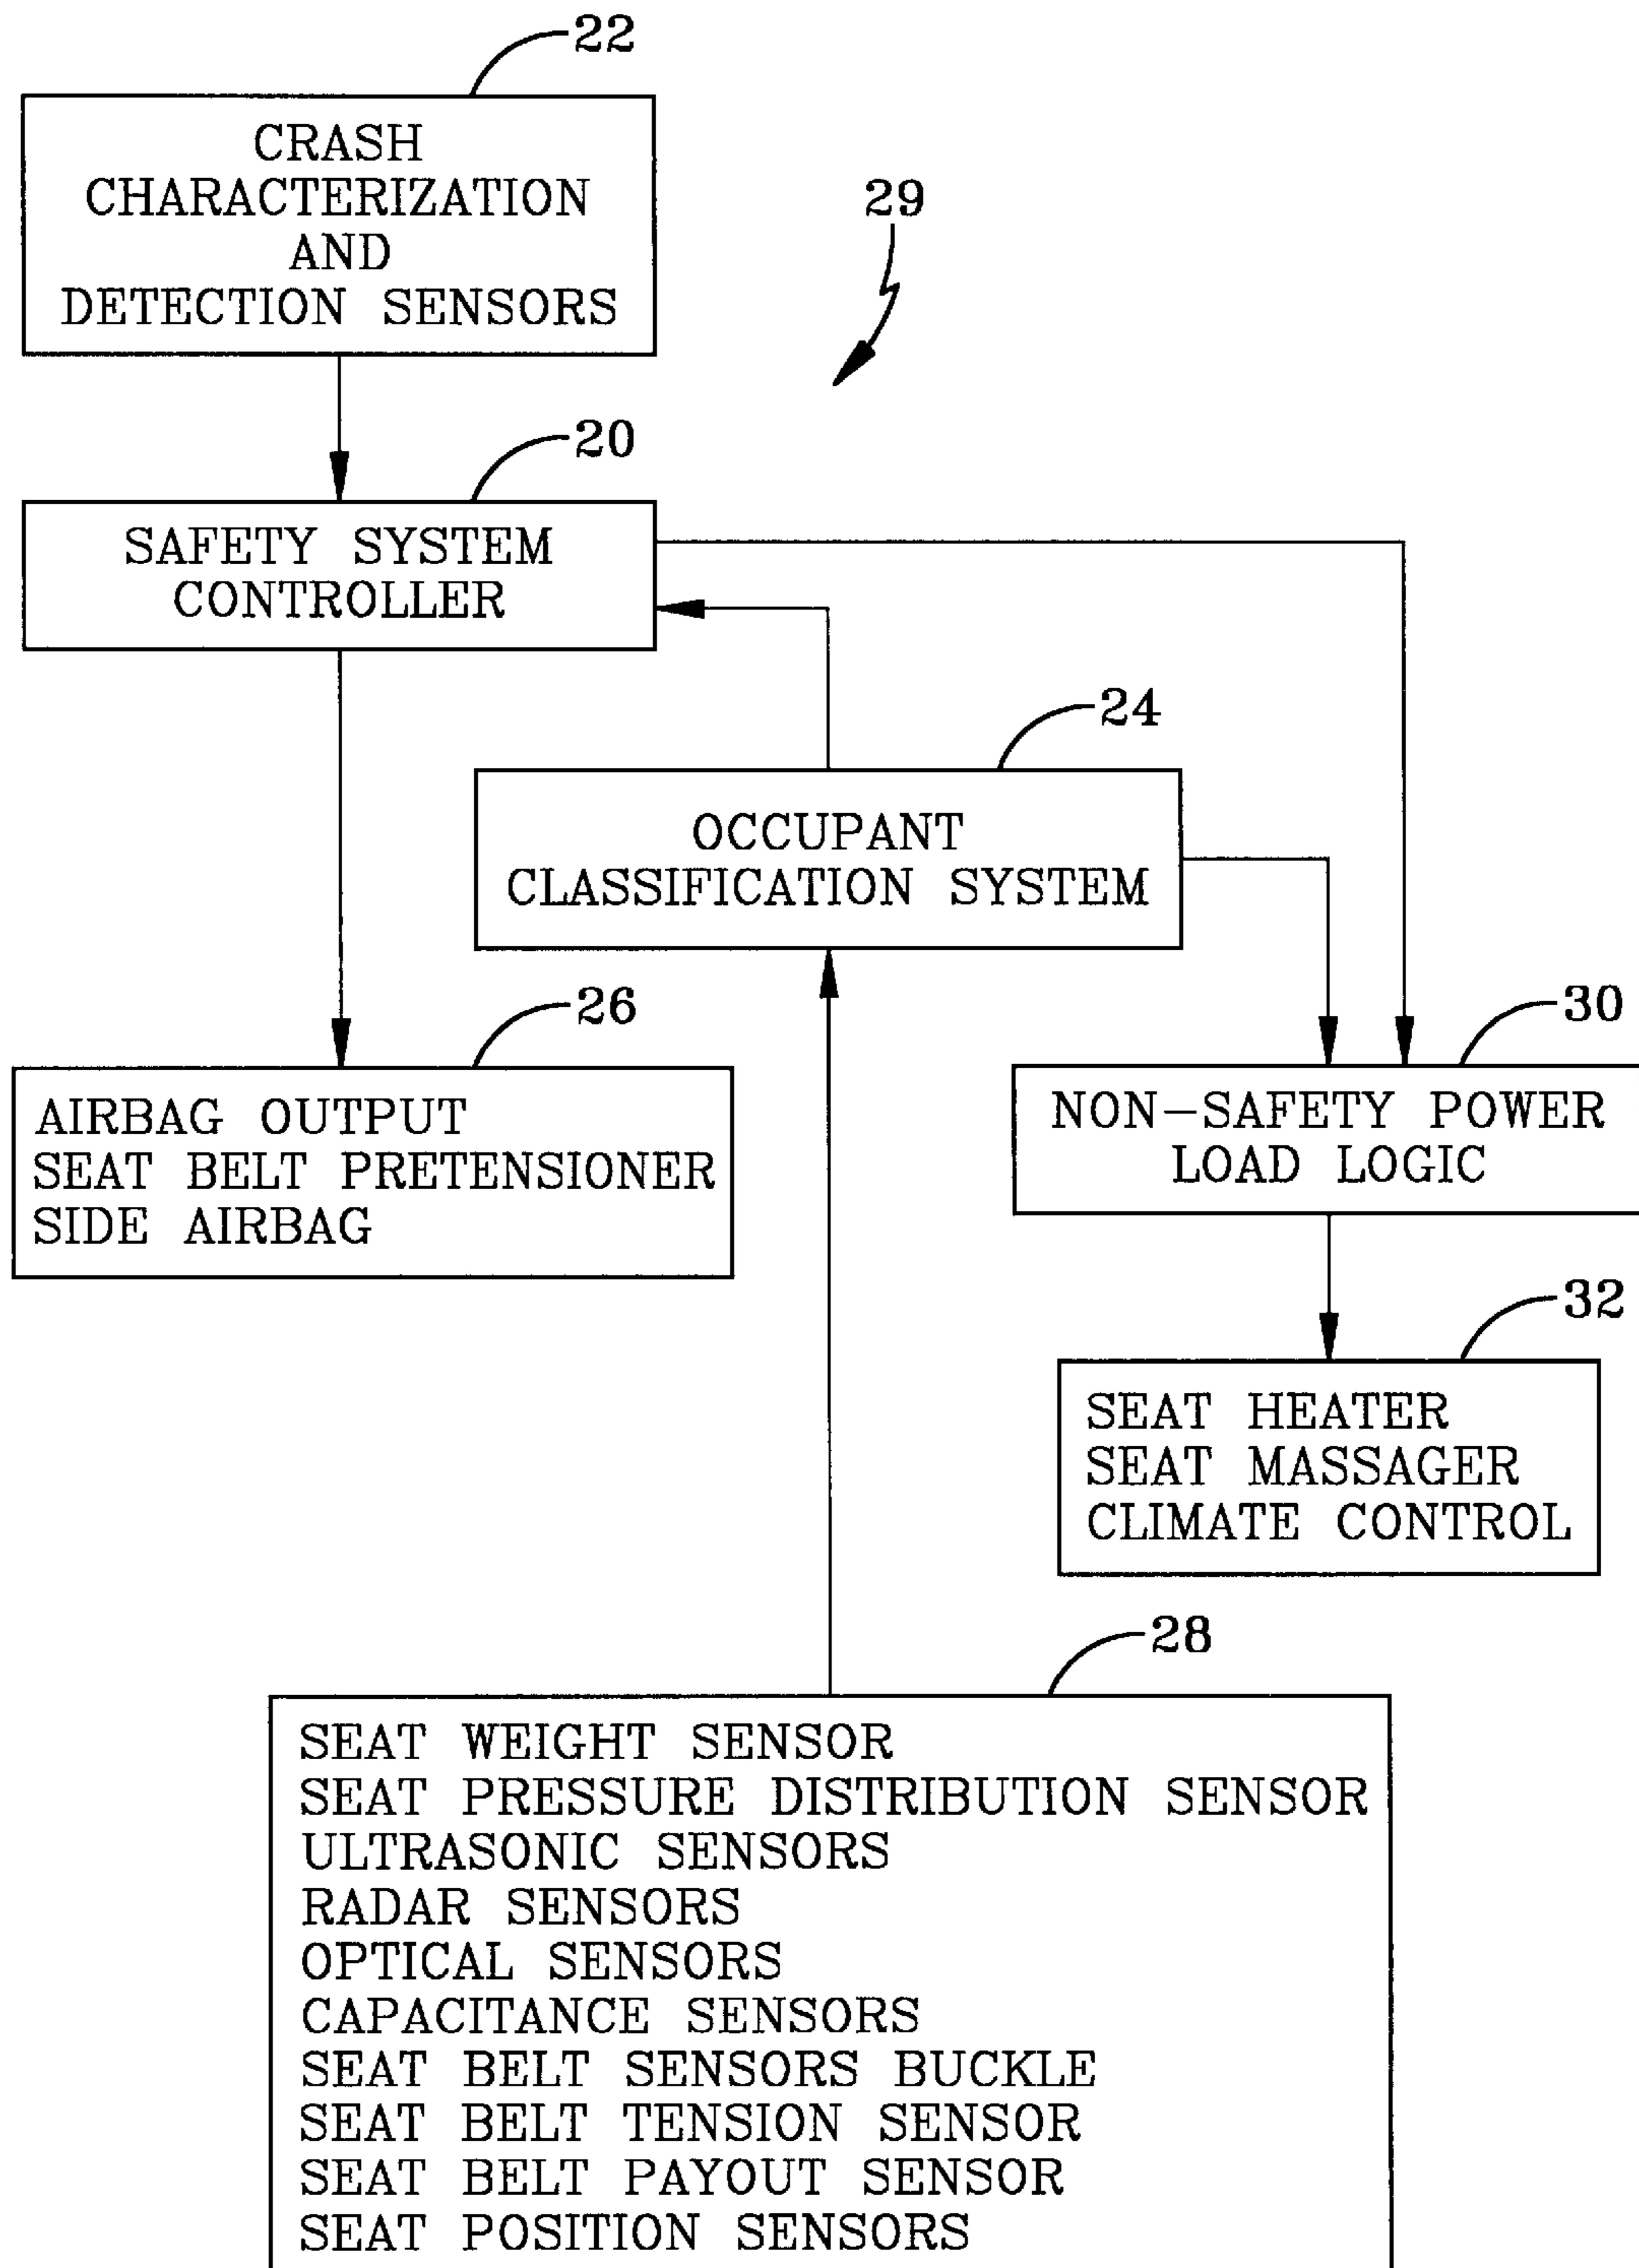 22
CRASH
CHARACTERIZATION
AND
DETECTION SENSORS
29
20
SAFETY SYSTEM
CONTROLLER
24
OCCUPANT
CLASSIFICATION SYSTEM
26
AIRBAG OUTPUT
SEAT BELT PRETENSIONER
SIDE AIRBAG
30
NON-SAFETY POWER
LOAD LOGIC
32
SEAT HEATER
SEAT MASSAGER
CLIMATE CONTROL
28
SEAT WEIGHT SENSOR
SEAT PRESSURE DISTRIBUTION SENSOR
ULTRASONIC SENSORS
RADAR SENSORS
OPTICAL SENSORS
CAPACITANCE SENSORS
SEAT BELT SENSORS BUCKLE
SEAT BELT TENSION SENSOR
SEAT BELT PAYOUT SENSOR
SEAT POSITION SENSORS